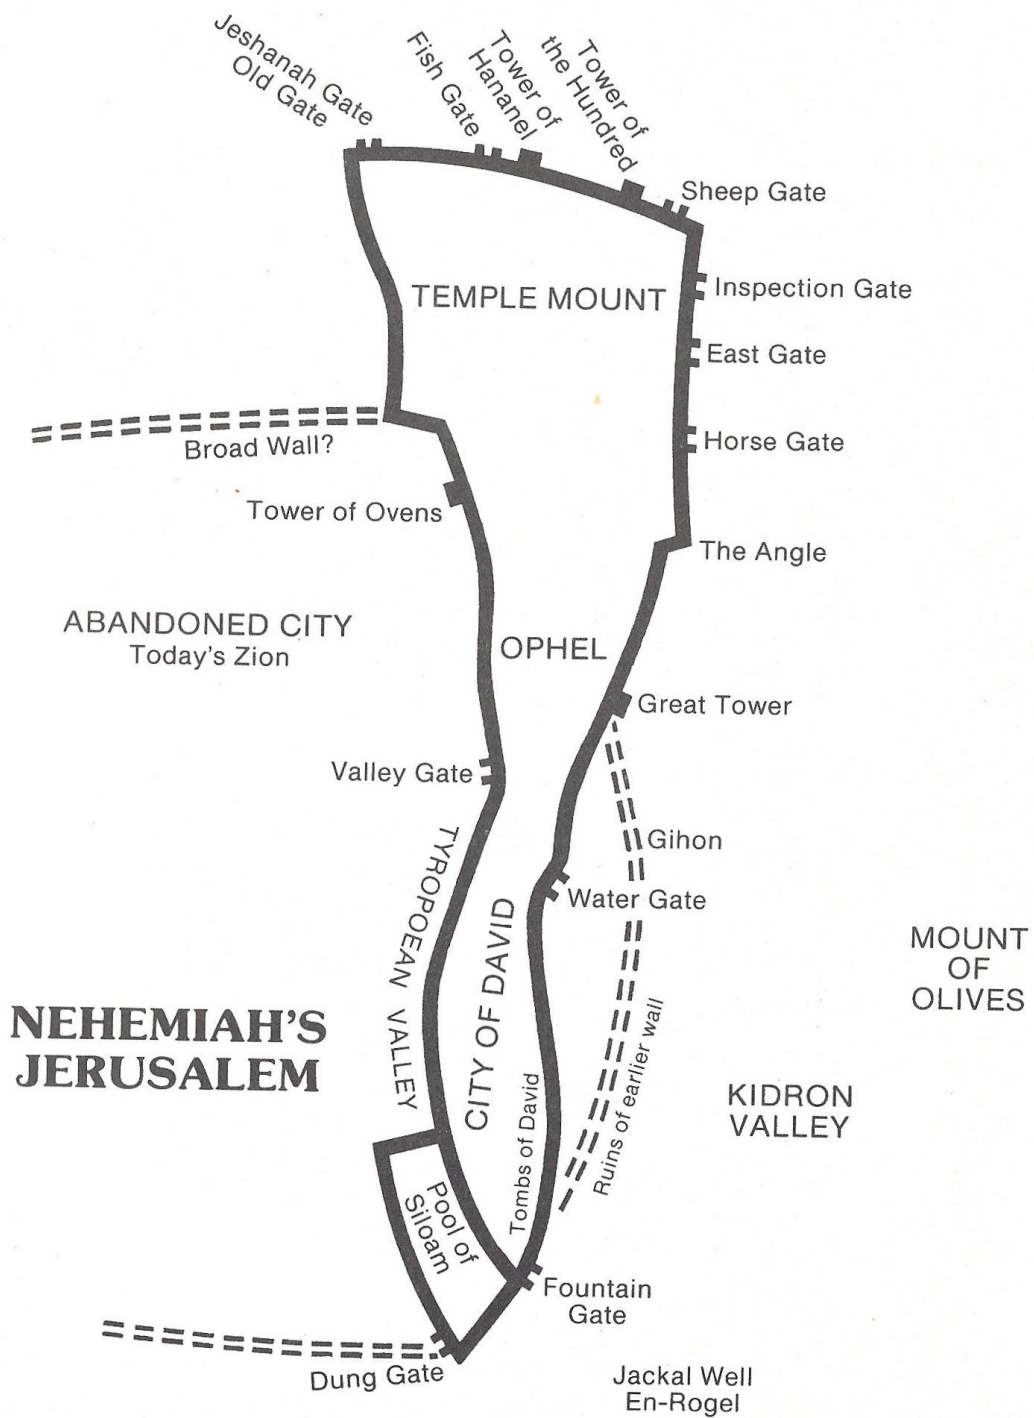 Jeshanah Gate
Old Gate
Fish Gate
Tower of
Hananel
Tower of
the Hundred
Sheep Gate
TEMPLE MOUNT
Inspection Gate
East Gate
Horse Gate
Broad Wall?
Tower of Ovens
The Angle
ABANDONED CITY
Today's Zion
OPHEL
Great Tower
Valley Gate
Gihon
TYROPOEAN VALLEY
Water Gate
CITY OF DAVID
MOUNT
OF
OLIVES
NEHEMIAH'S
JERUSALEM
Ruins of earlier wall
KIDRON
VALLEY
Tombs of David
Pool of
Siloam
Fountain
Gate
Dung Gate
Jackal Well
En-Rogel